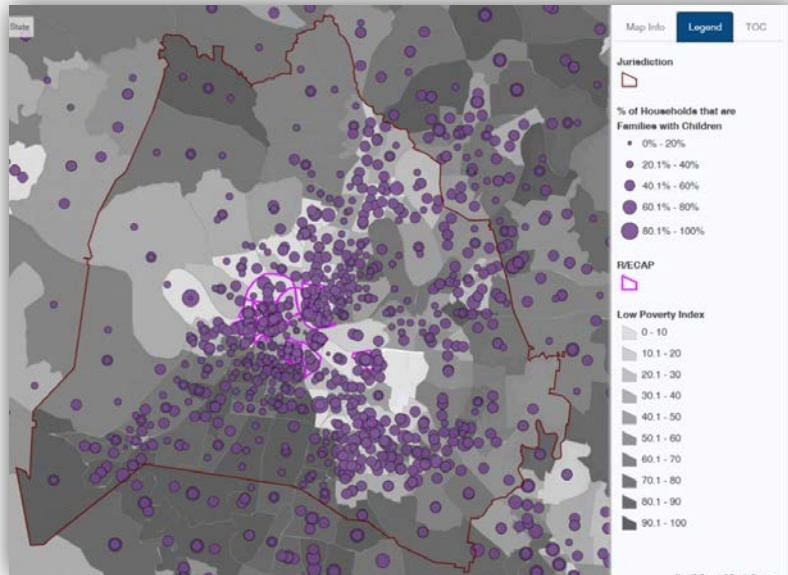 State
Map Info Legend TOC
Jurisdiction
% of Households that are
Families with Children
0% - 20%
20.1% - 40%
40.1% - 60%
60.1% - 80%
80.1% - 100%
R/ECAP
Low Poverty Index
0 - 10
10.1 - 20
20.1 - 30
30.1 - 40
40.1 - 50
50.1 - 60
60.1 - 70
70.1 - 80
80.1 - 90
90.1 - 100